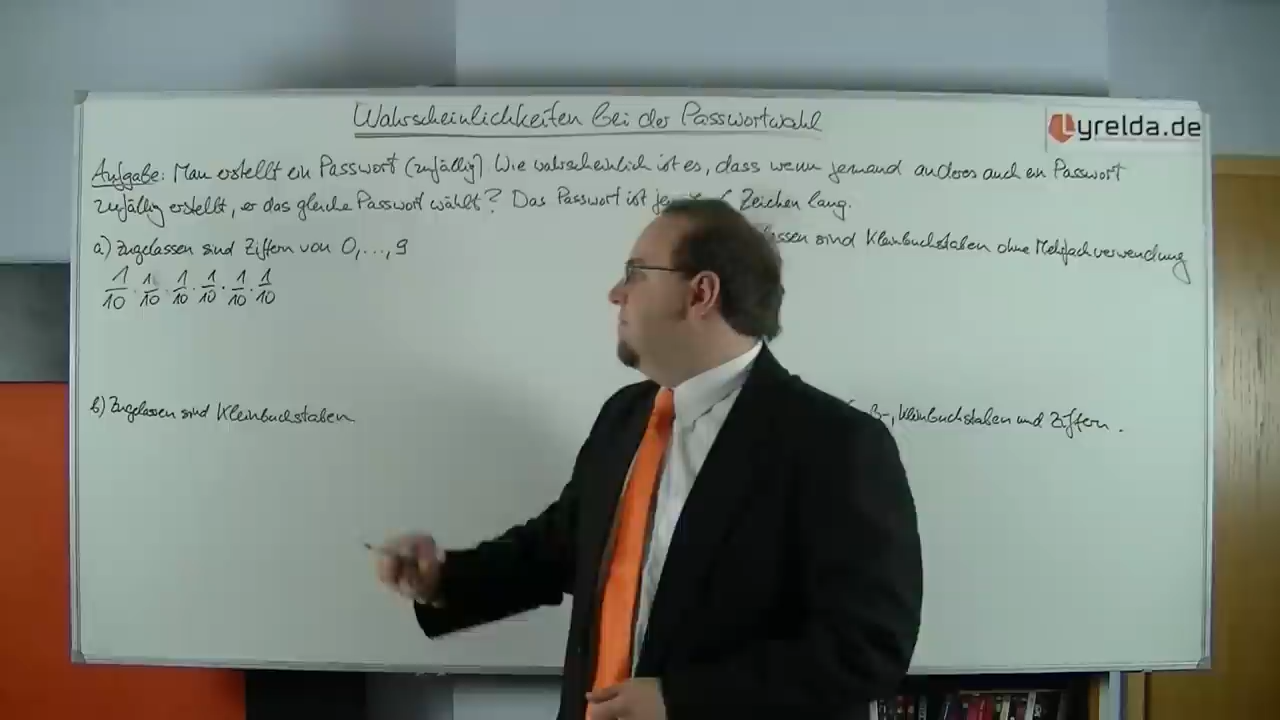 Wahrscheinlichkeiten bei der Passwortwahl
Lyrelda.de
Aufgabe: Man erstellt ein Passwort (zufällig) Wie wahrscheinlich ist es, dass wenn jemand anderes auch ein Passwort
zufällig erstellt, er das gleiche Passwort wählt? Das Passwort ist Zeichen lang.
a) Zugelassen sind Ziffern von 0,...,9
1/10 · 1/10 · 1/10 · 1/10 · 1/10 · 1/10
b) Zugelassen sind Kleinbuchstaben
ssen sind Kleinbuchstaben ohne Mehrfachverwendung
ß-, Kleinbuchstaben und Ziffern.